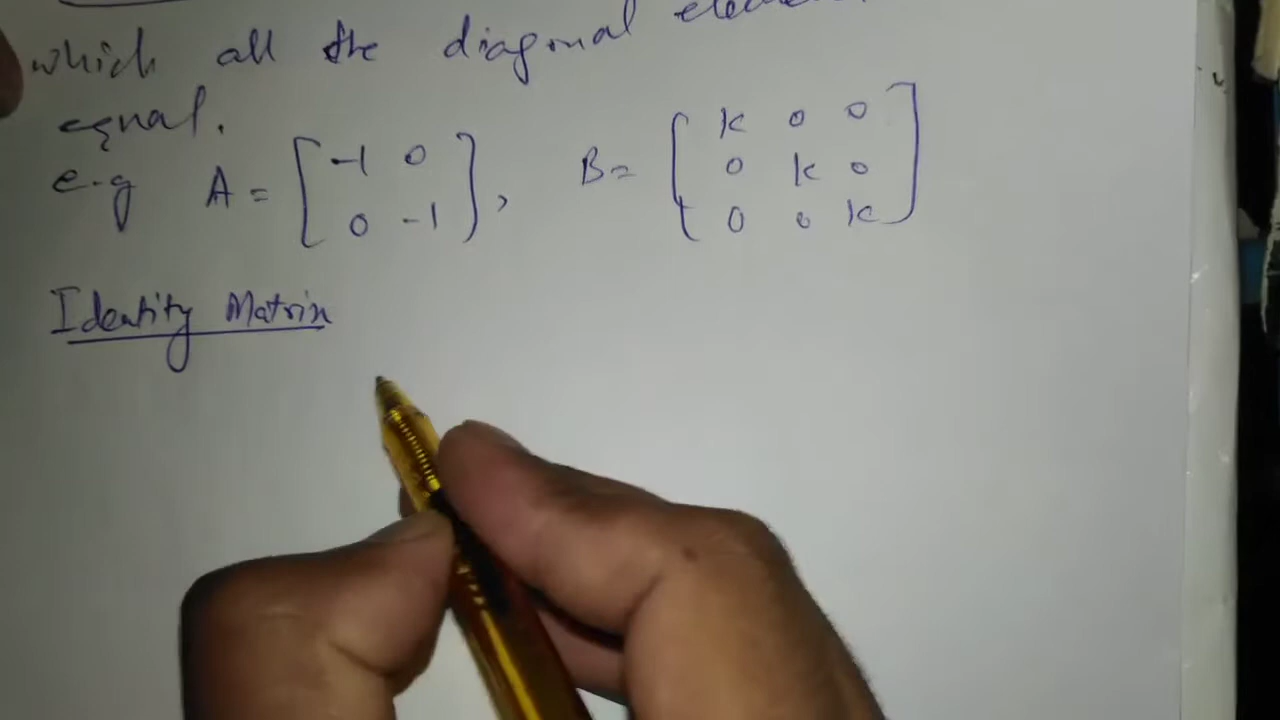 which all the diagonal
equal.
e-g A = [ -1 0 0 -1 ], B = [ k 0 0 0 k 0 0 0 k ]
Identity Matrix